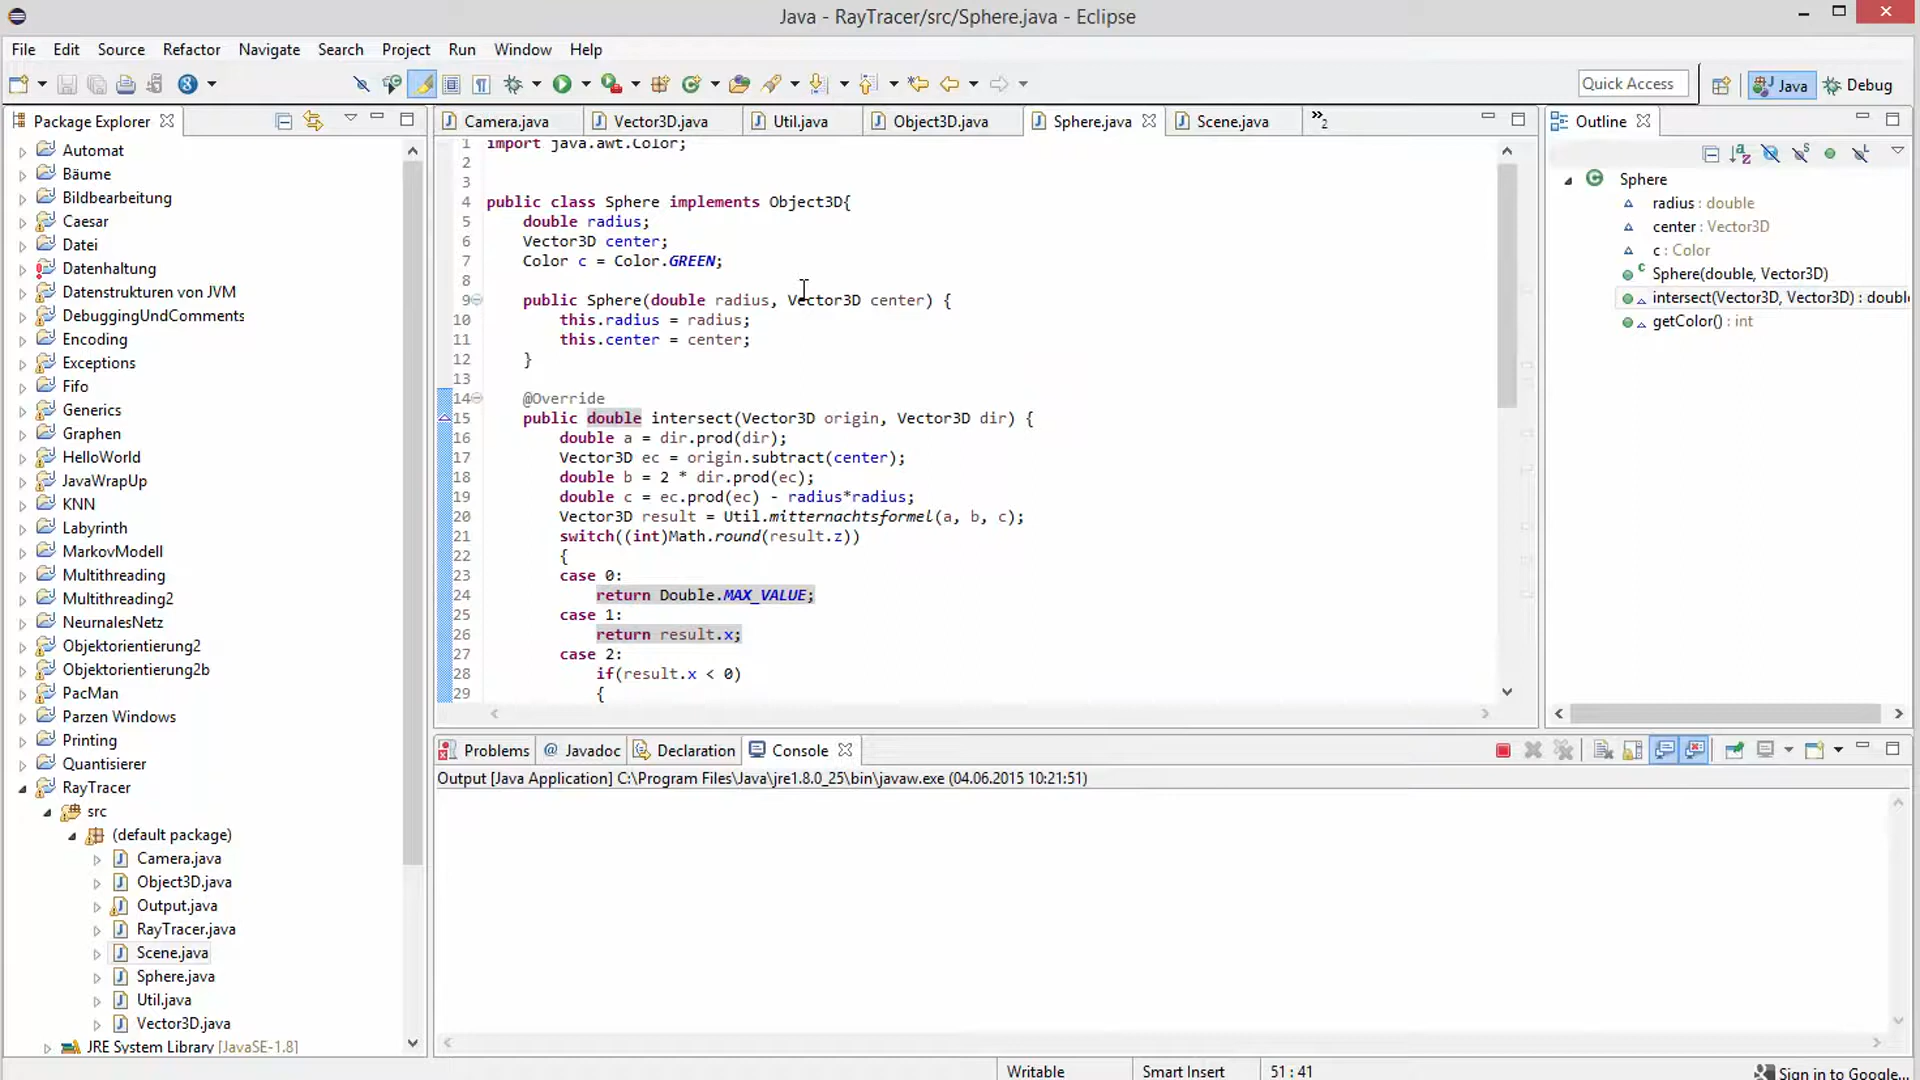 Java - RayTracer/src/Sphere.java - Eclipse
File Edit Source Refactor Navigate Search Project Run Window Help
Quick Access Java Debug
Package Explorer
Automat
Bäume
Bildbearbeitung
Caesar
Datei
Datenhaltung
Datenstrukturen von JVM
DebuggingUndComments
Encoding
Exceptions
Fifo
Generics
Graphen
HelloWorld
JavaWrapUp
KNN
Labyrinth
MarkovModell
Multithreading
Multithreading2
NeurnalesNetz
Objektorientierung2
Objektorientierung2b
PacMan
Parzen Windows
Printing
Quantisierer
RayTracer
src
(default package)
Camera.java
Object3D.java
Output.java
RayTracer.java
Scene.java
Sphere.java
Util.java
Vector3D.java
JRE System Library [JavaSE-1.8]
Camera.java Vector3D.java Util.java Object3D.java Sphere.java Scene.java »2
1 import java.awt.Color;
2
3
4 public class Sphere implements Object3D{
5 double radius;
6 Vector3D center;
7 Color c = Color.GREEN;
8
9 public Sphere(double radius, Vector3D center) {
10 this.radius = radius;
11 this.center = center;
12 }
13
14 @Override
15 public double intersect(Vector3D origin, Vector3D dir) {
16 double a = dir.prod(dir);
17 Vector3D ec = origin.subtract(center);
18 double b = 2 * dir.prod(ec);
19 double c = ec.prod(ec) - radius*radius;
20 Vector3D result = Util.mitternachtsformel(a, b, c);
21 switch((int)Math.round(result.z))
22 {
23 case 0:
24 return Double.MAX_VALUE;
25 case 1:
26 return result.x;
27 case 2:
28 if(result.x < 0)
29 {
Outline
Sphere
radius : double
center : Vector3D
c : Color
Sphere(double, Vector3D)
intersect(Vector3D, Vector3D) : doubl
getColor() : int
Problems @ Javadoc Declaration Console
Output [Java Application] C:\Program Files\Java\jre1.8.0_25\bin\javaw.exe (04.06.2015 10:21:51)
Writable Smart Insert 51 : 41 Sign in to Google...